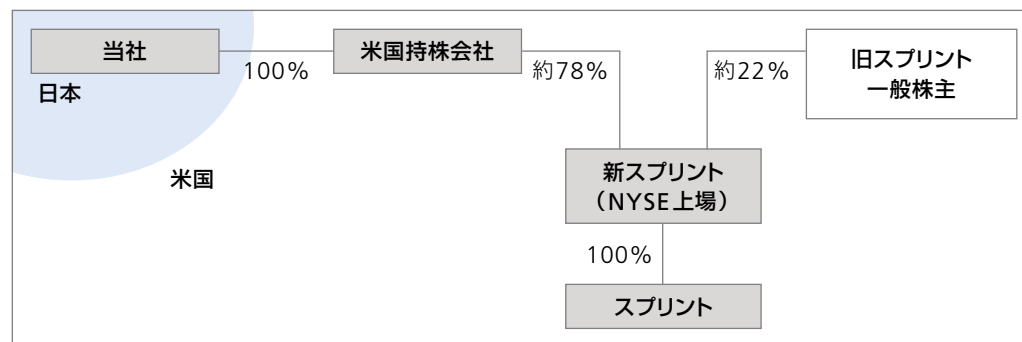 当社
100%
米国持株会社
約78%
約22%
旧スプリント
一般株主
日本
米国
新スプリント
（NYSE上場）
100%
スプリント